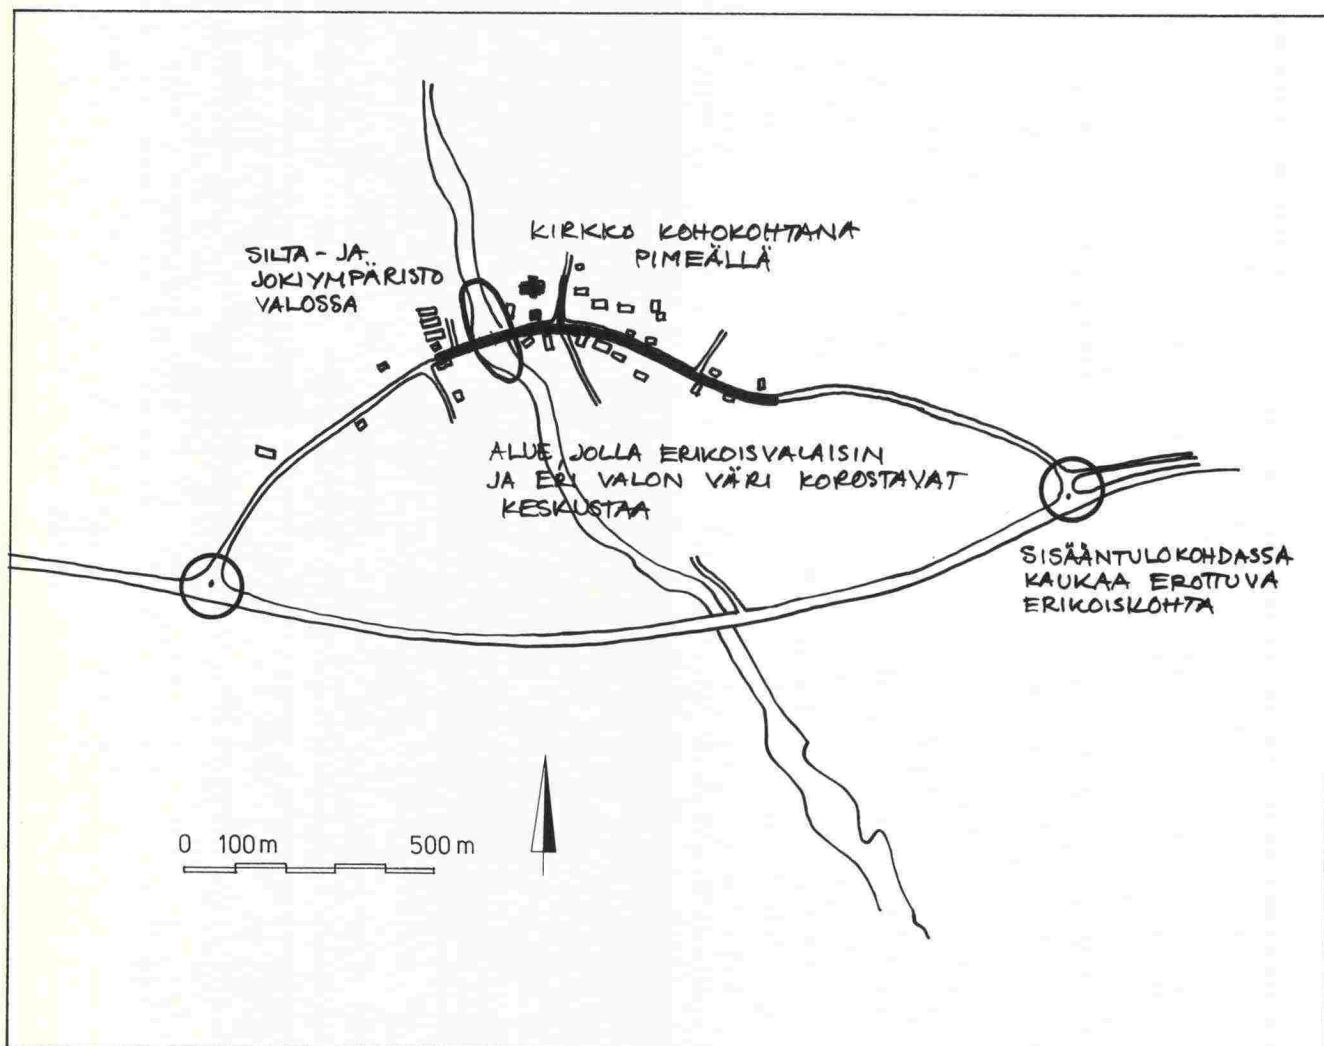 KIRKKO KOHOKOHTANA
PIMEÄLLÄ
SILTA- JA
JOKIYMPÄRISTO
VALOSSA
ALUE, JOLLA ERIKOISVALAISIN
JA ERI VALON VÄRI KOROSTAVAT
KESKUSTAA
SISÄÄNTULOKOHDASSA
KAUKAA EROTTUVA
ERIKOISKOHTA
0 100m 500m